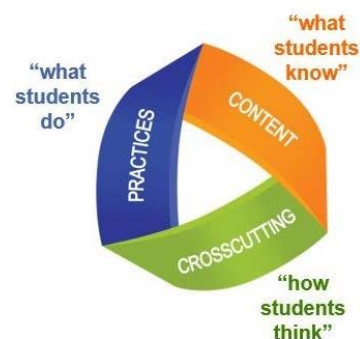 “what
students
do”
PRACTICES
“what
students
know”
CONTENT
CROSSCUTTING
“how
students
think”